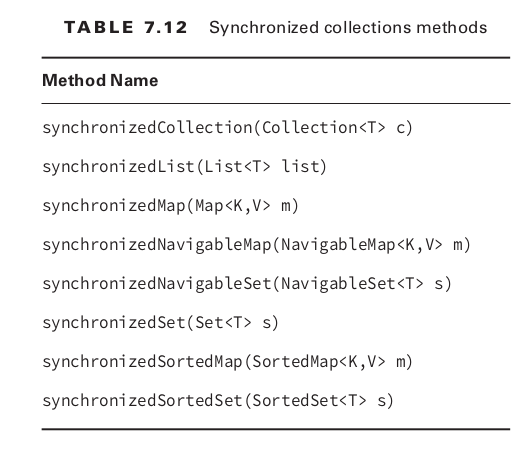 TABLE 7.12 Synchronized collections methods
Method Name
synchronizedCollection(Collection<T> c)
synchronizedList(List<T> list)
synchronizedMap(Map<K,V> m)
synchronizedNavigableMap(NavigableMap<K,V> m)
synchronizedNavigableSet(NavigableSet<T> s)
synchronizedSet(Set<T> s)
synchronizedSortedMap(SortedMap<K,V> m)
synchronizedSortedSet(SortedSet<T> s)